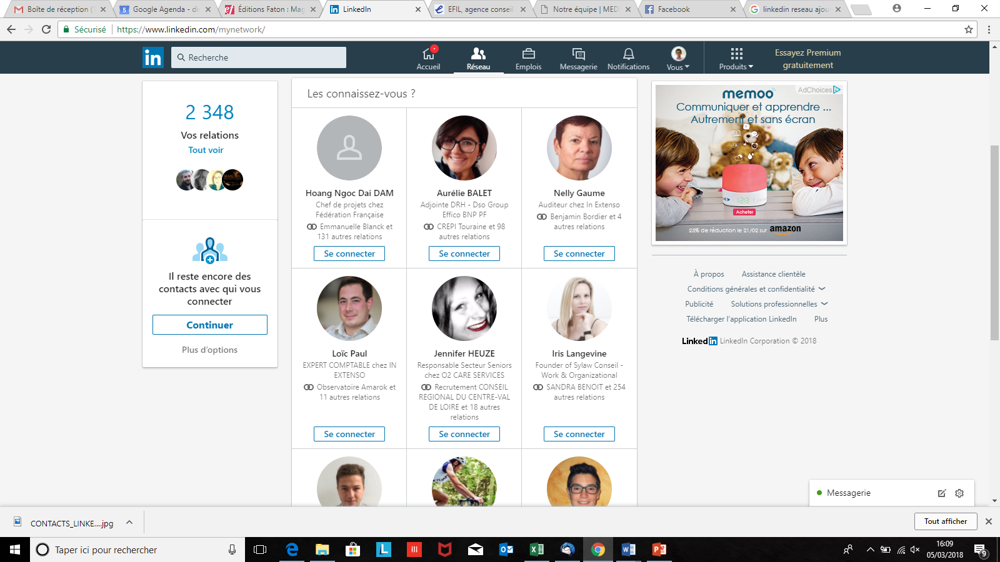 Boîte de réception (
Google Agenda - di
Éditions Faton : Mag
LinkedIn
EFIL, agence conseil
Notre équipe | MED
Facebook
linkedin reseau ajou
Sécurisé
https://www.linkedin.com/mynetwork/
in
Recherche
Accueil
Réseau
Emplois
Messagerie
Notifications
Vous
Produits
Essayez Premium
gratuitement
2 348
Vos relations
Tout voir
Il reste encore des
contacts avec qui vous
connecter
Continuer
Plus d'options
Les connaissez-vous ?
Hoang Ngoc Dai DAM
Chef de projets chez
Fédération Française
Emmanuelle Blanck et
131 autres relations
Se connecter
Aurélie BALET
Adjointe DRH - Dso Group
Effico BNP PF
CREPI Touraine et 98
autres relations
Se connecter
Nelly Gaume
Auditeur chez In Extenso
Benjamin Bordier et 4
autres relations
Se connecter
Loïc Paul
EXPERT COMPTABLE chez IN
EXTENSO
Observatoire Amarok et
11 autres relations
Se connecter
Jennifer HEUZE
Responsable Secteur Seniors
chez O2 CARE SERVICES
Recrutement CONSEIL
REGIONAL DU CENTRE-VAL
DE LOIRE et 18 autres
relations
Se connecter
Iris Langevine
Founder of Sylaw Conseil -
Work & Organizational
SANDRA BENOIT et 254
autres relations
Se connecter
AdChoices
memoo
Communiquer et apprendre ...
Autrement et sans écran
Acheter
25% de réduction le 21/02 sur amazon
À propos
Assistance clientèle
Conditions générales et confidentialité
Publicité
Solutions professionnelles
Télécharger l'application LinkedIn
Plus
Linked in LinkedIn Corporation © 2018
Messagerie
CONTACTS_LINKE....jpg
Tout afficher
Taper ici pour rechercher
16:09
05/03/2018
9